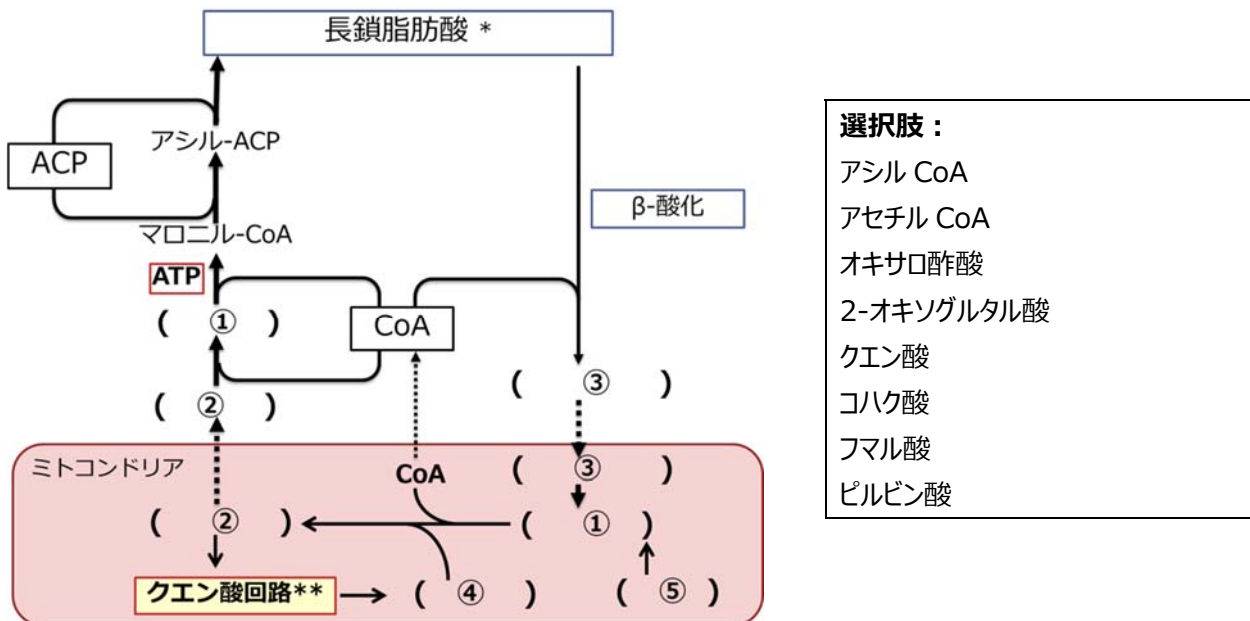 長鎖脂肪酸 *
アシル-ACP
ACP
β-酸化
マロニル-CoA
ATP
( ① )
CoA
( ③ )
( ② )
ミトコンドリア
CoA
( ③ )
( ② )
( ① )
クエン酸回路**
( ④ )
( ⑤ )
選択肢：
アシル CoA
アセチル CoA
オキサロ酢酸
2-オキソグルタル酸
クエン酸
コハク酸
フマル酸
ピルビン酸